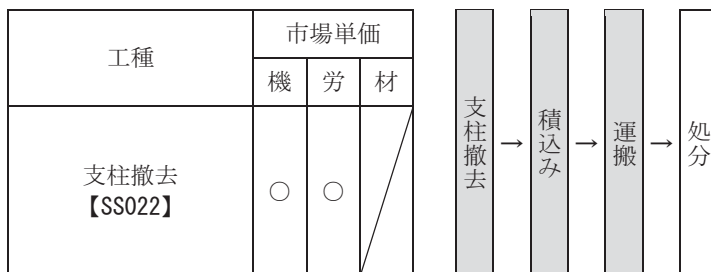 工種
市場単価
機 労 材
支柱撤去
【SS022】
○ ○
支柱撤去 → 積込み → 運搬 → 処分